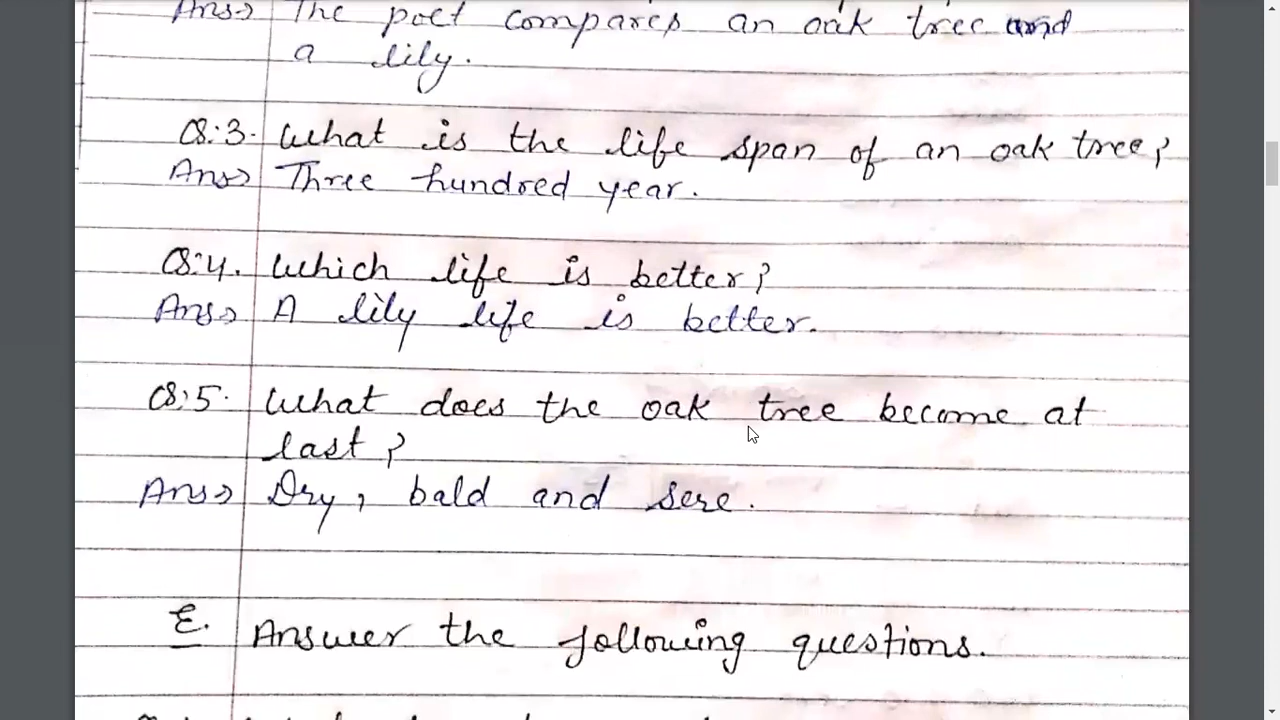 Ans→ The poet compares an oak tree and
a lily.
Q:3. What is the life span of an oak tree?
Ans→ Three hundred year.
Q:4. Which life is better?
Ans→ A lily life is better.
Q:5. What does the oak tree become at
last?
Ans→ Dry, bald and sere.
E. Answer the following questions.